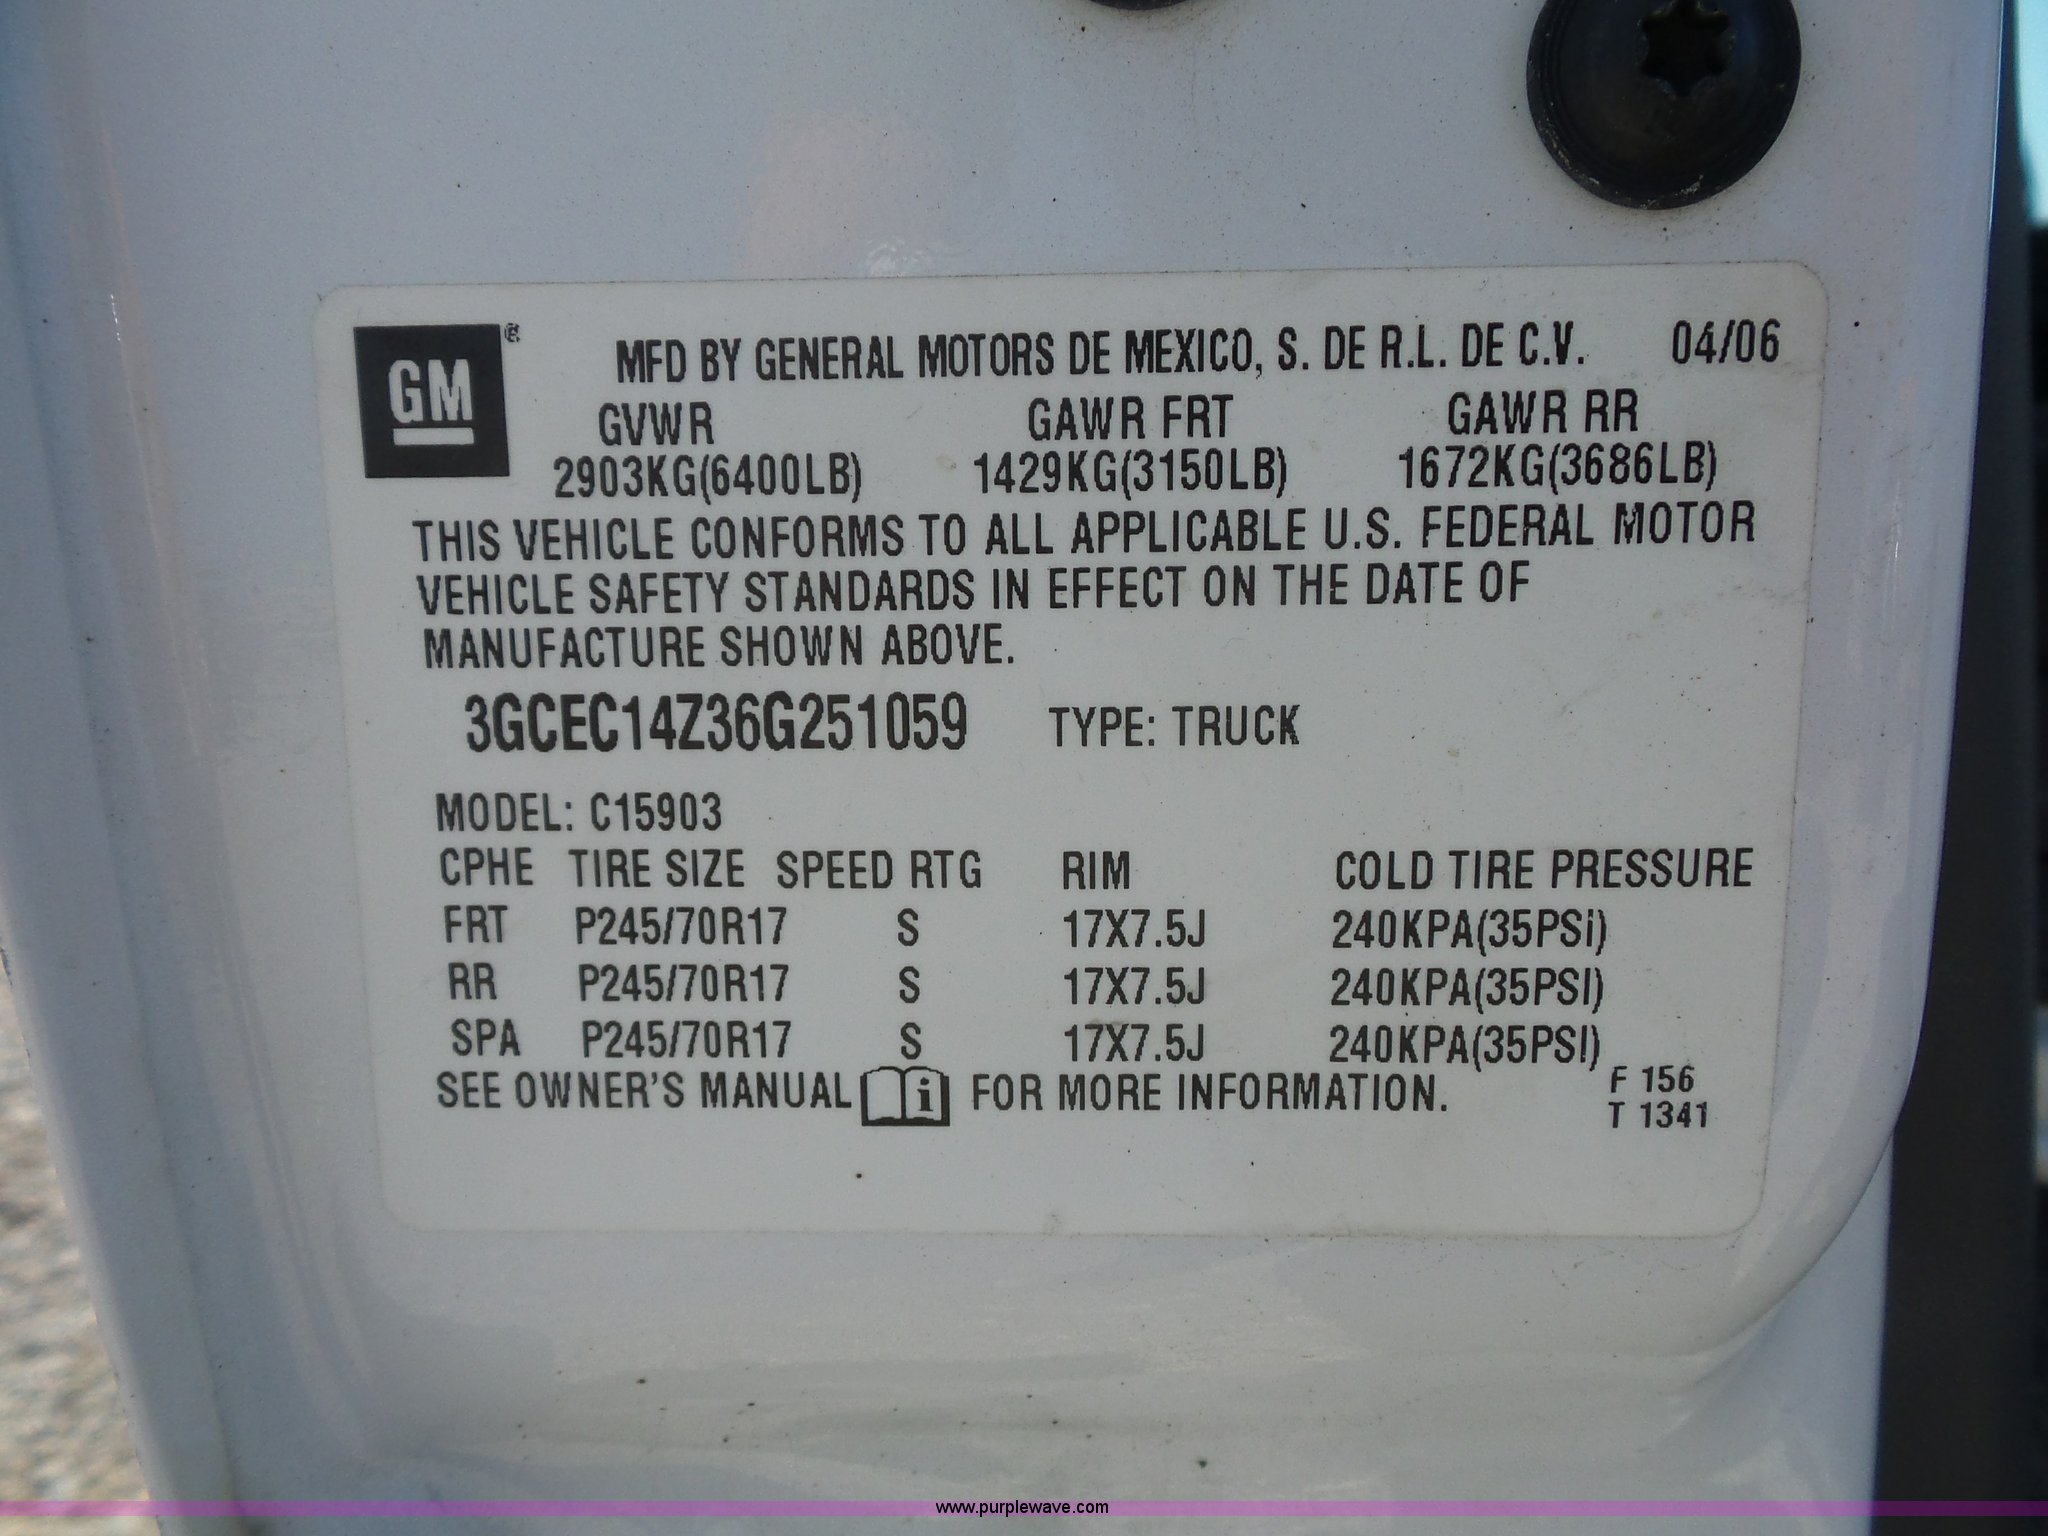 GM ®
MFD BY GENERAL MOTORS DE MEXICO, S. DE R.L. DE C.V. 04/06
GVWR GAWR FRT GAWR RR
2903KG(6400LB) 1429KG(3150LB) 1672KG(3686LB)
THIS VEHICLE CONFORMS TO ALL APPLICABLE U.S. FEDERAL MOTOR
VEHICLE SAFETY STANDARDS IN EFFECT ON THE DATE OF
MANUFACTURE SHOWN ABOVE.
3GCEC14Z36G251059 TYPE: TRUCK
MODEL: C15903
CPHE TIRE SIZE SPEED RTG RIM COLD TIRE PRESSURE
FRT P245/70R17 S 17X7.5J 240KPA(35PSI)
RR P245/70R17 S 17X7.5J 240KPA(35PSI)
SPA P245/70R17 S 17X7.5J 240KPA(35PSI)
SEE OWNER'S MANUAL i FOR MORE INFORMATION.
F 156
T 1341
www.purplewave.com